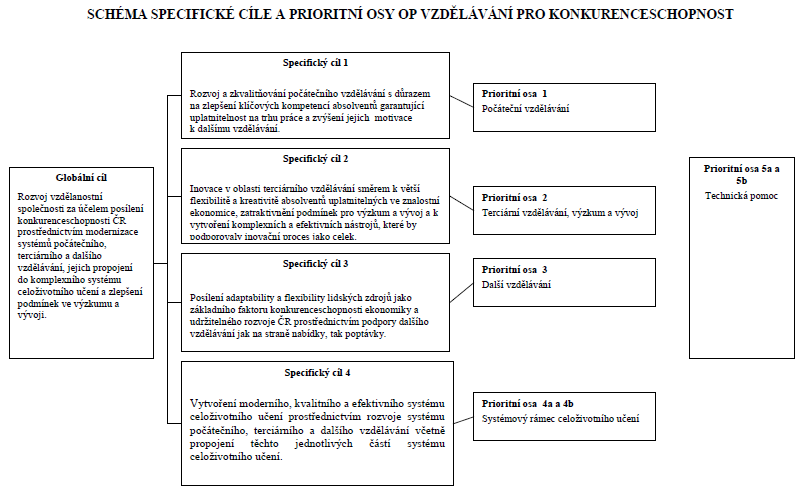 SCHÉMA SPECIFICKÉ CÍLE A PRIORITNÍ OSY OP VZDĚLÁVÁNÍ PRO KONKURENCESCHOPNOST
Globální cíl
Rozvoj vzdělanostní
společnosti za účelem posílení
konkurenceschopnosti ČR
prostřednictvím modernizace
systémů počátečního,
terciárního a dalšího
vzdělávání, jejich propojení
do komplexního systému
celoživotního učení a zlepšení
podmínek ve výzkumu a
vývoji.
Specifický cíl 1
Rozvoj a zkvalitňování počátečního vzdělávání s důrazem
na zlepšení klíčových kompetencí absolventů garantující
uplatnitelnost na trhu práce a zvýšení jejich motivace
k dalšímu vzdělávání.
Prioritní osa 1
Počáteční vzdělávání
Specifický cíl 2
Inovace v oblasti terciárního vzdělávání směrem k větší
flexibilitě a kreativitě absolventů uplatnitelných ve znalostní
ekonomice, zatraktivnění podmínek pro výzkum a vývoj a k
vytvoření komplexních a efektivních nástrojů, které by
podporovaly inovační proces jako celek.
Prioritní osa 2
Terciární vzdělávání, výzkum a vývoj
Specifický cíl 3
Posílení adaptability a flexibility lidských zdrojů jako
základního faktoru konkurenceschopnosti ekonomiky a
udržitelného rozvoje ČR prostřednictvím podpory dalšího
vzdělávání jak na straně nabídky, tak poptávky.
Prioritní osa 3
Další vzdělávání
Specifický cíl 4
Vytvoření moderního, kvalitního a efektivního systému
celoživotního učení prostřednictvím rozvoje systému
počátečního, terciárního a dalšího vzdělávání včetně
propojení těchto jednotlivých částí systému
celoživotního učení.
Prioritní osa 4a a 4b
Systémový rámec celoživotního učení
Prioritní osa 5a a
5b
Technická pomoc